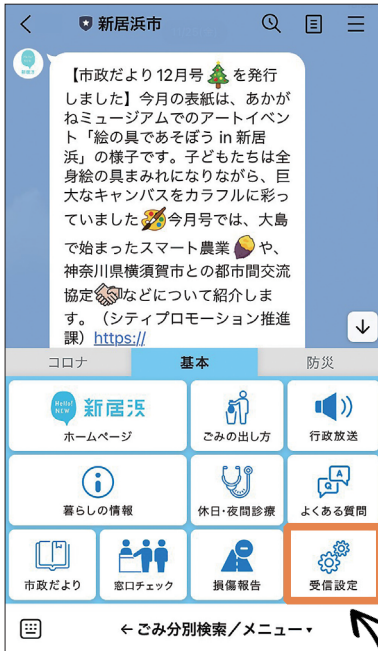 新居浜市
【市政だより12月号🎄を発行
しました】今月の表紙は、あかが
ねミュージアムでのアートイベン
ト「絵の具であそぼう in 新居
浜」の様子です。子どもたちは全
身絵の具まみれになりながら、巨
大なキャンバスをカラフルに彩っ
ていました🎨今月号では、大島
で始まったスマート農業🍠や、
神奈川県横須賀市との都市間交流
協定🤝などについて紹介しま
す。（シティプロモーション推進
課）https://
コロナ 基本 防災
Hello! NEW 新居浜
ホームページ
ごみの出し方
行政放送
暮らしの情報
休日・夜間診療
Q A
よくある質問
市政だより
窓口チェック
損傷報告
受信設定
←ごみ分別検索／メニュー▾